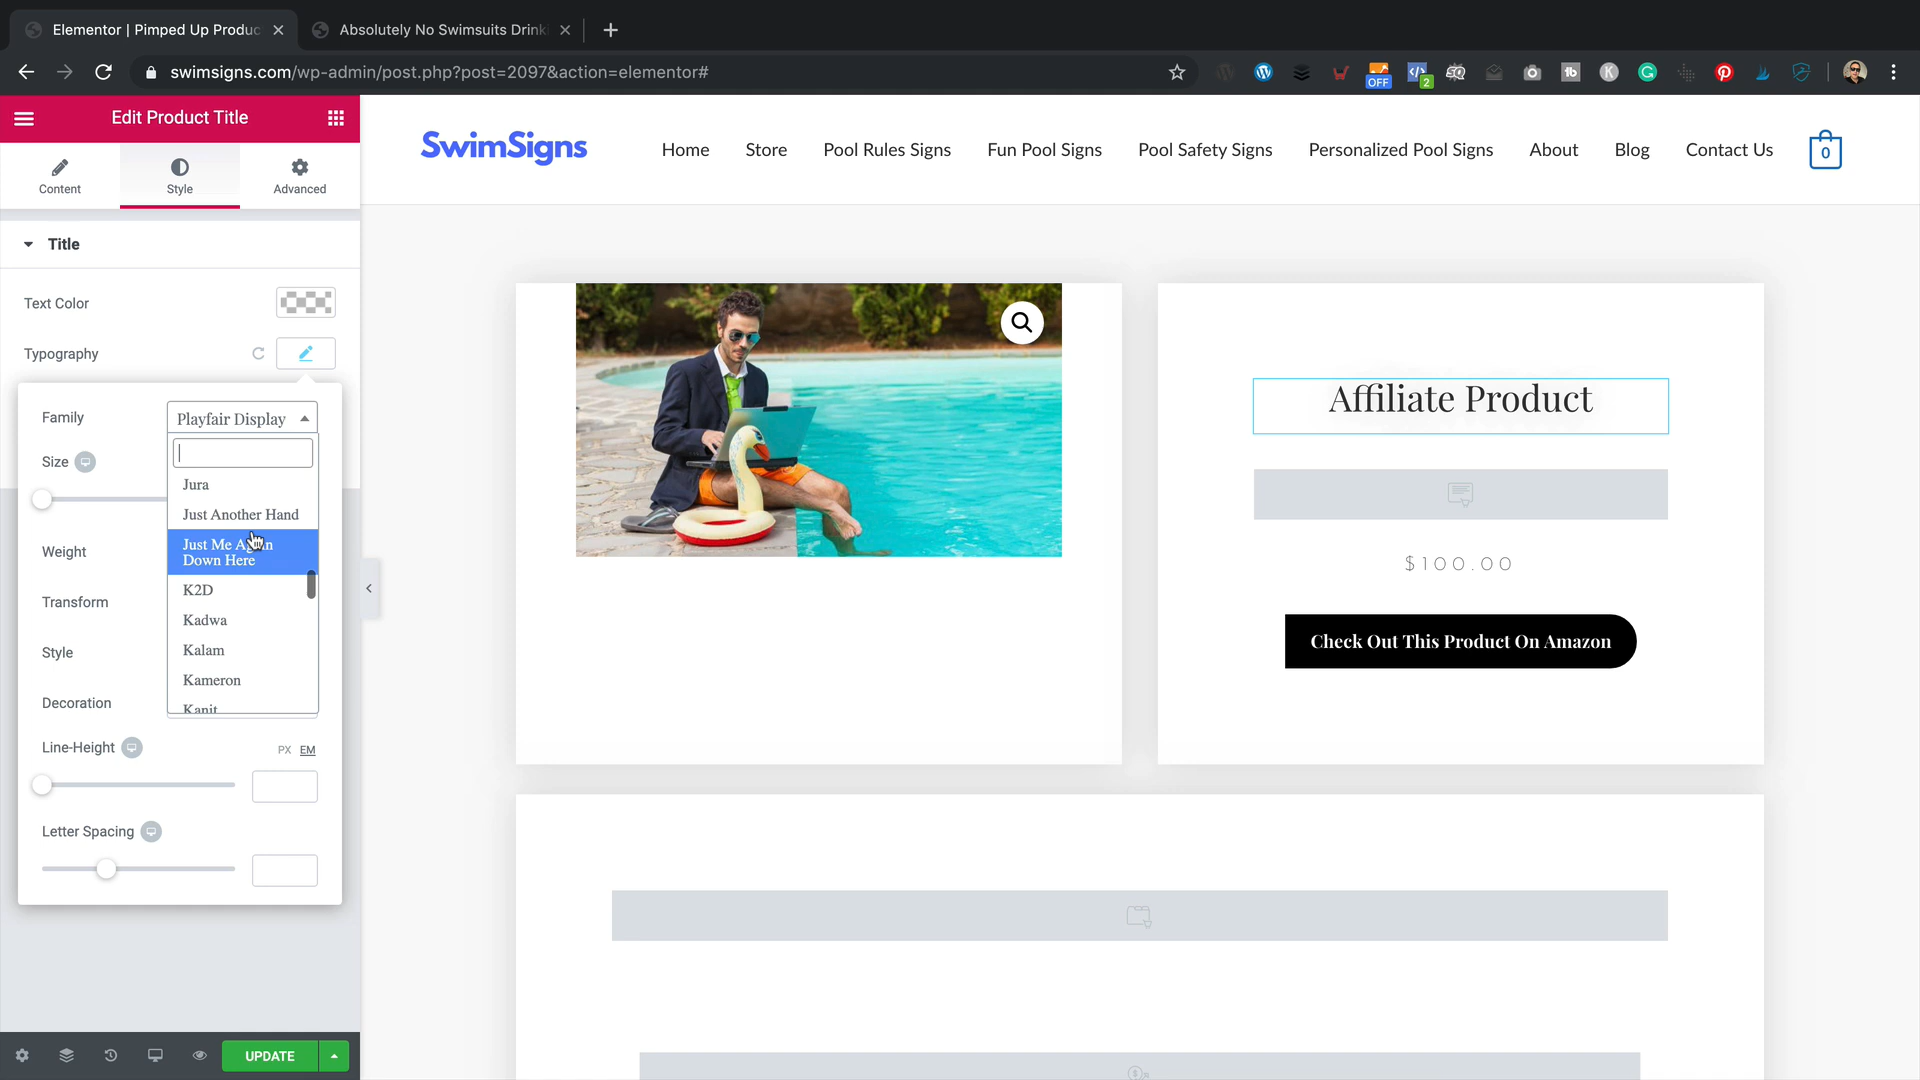 Elementor | Pimped Up Produc
Absolutely No Swimsuits Drink
swimsigns.com/wp-admin/post.php?post=2097&action=elementor#
OFF
2
Edit Product Title
Content
Style
Advanced
SwimSigns
Home
Store
Pool Rules Signs
Fun Pool Signs
Pool Safety Signs
Personalized Pool Signs
About
Blog
Contact Us
0
Title
Text Color
Typography
Family
Playfair Display
Size
Jura
Just Another Hand
Just Me Again
Down Here
K2D
Kadwa
Kalam
Kameron
Kanit
Weight
Transform
Style
Decoration
Line-Height
PX
EM
Letter Spacing
UPDATE
Affiliate Product
$100.00
Check Out This Product On Amazon